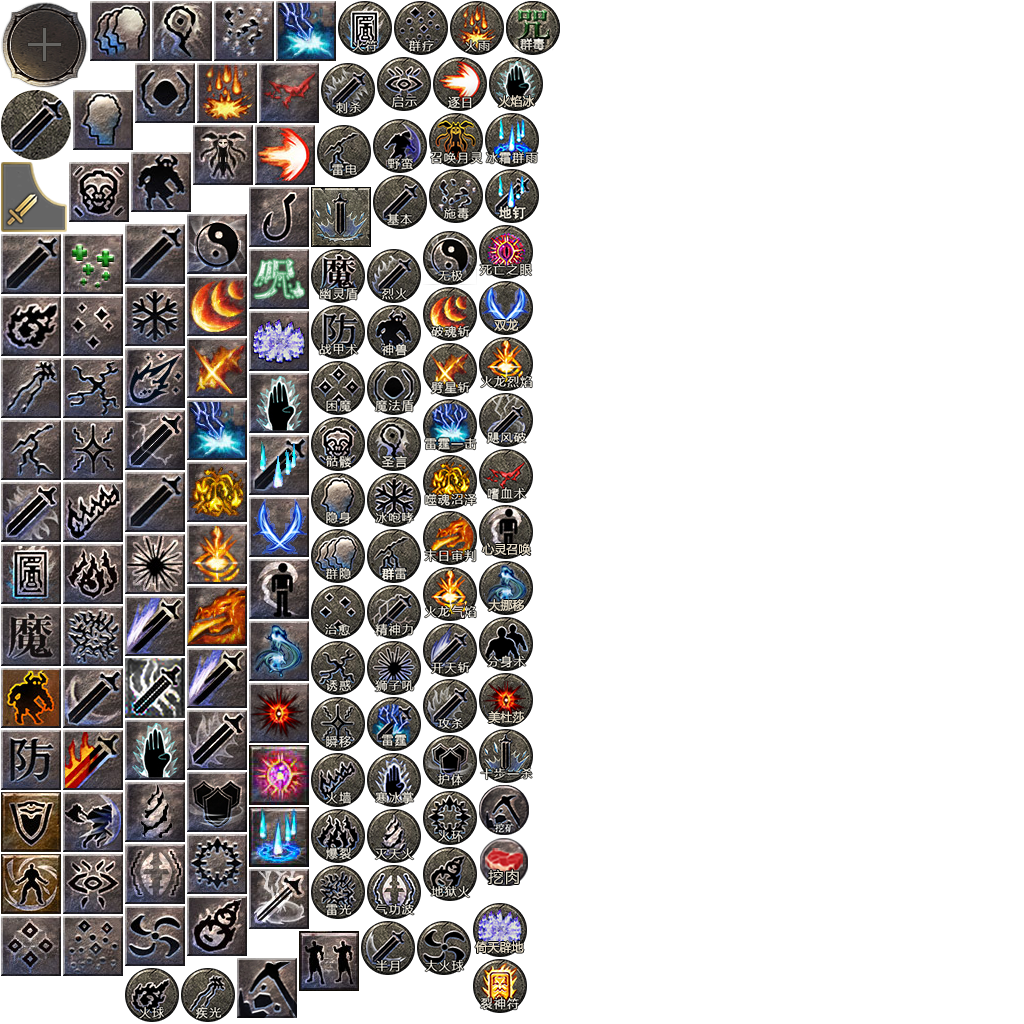 火符
群疗
火雨
咒
群毒
刺杀
启示
逐日
火焰冰
雷电
野蛮
召唤月灵
冰霜群雨
基本
施毒
地钉
无极
死亡之眼
咒
魔
幽灵盾
烈火
破魂斩
双龙
防
战甲术
神兽
劈星斩
火龙烈焰
困魔
魔法盾
雷霆一击
飓风破
骷髅
圣言
噬魂沼泽
嗜血术
隐身
冰咆哮
末日审判
心灵召唤
群隐
群雷
火龙气焰
大挪移
治愈
精神力
开天斩
分身术
魔
诱惑
狮子吼
攻杀
美杜莎
瞬移
雷霆
护体
十步一杀
防
火墙
寒冰掌
火环
挖矿
爆裂
灭天火
地狱火
挖肉
雷光
气功波
半月
大火球
倚天辟地
火球
疾光
裂神符